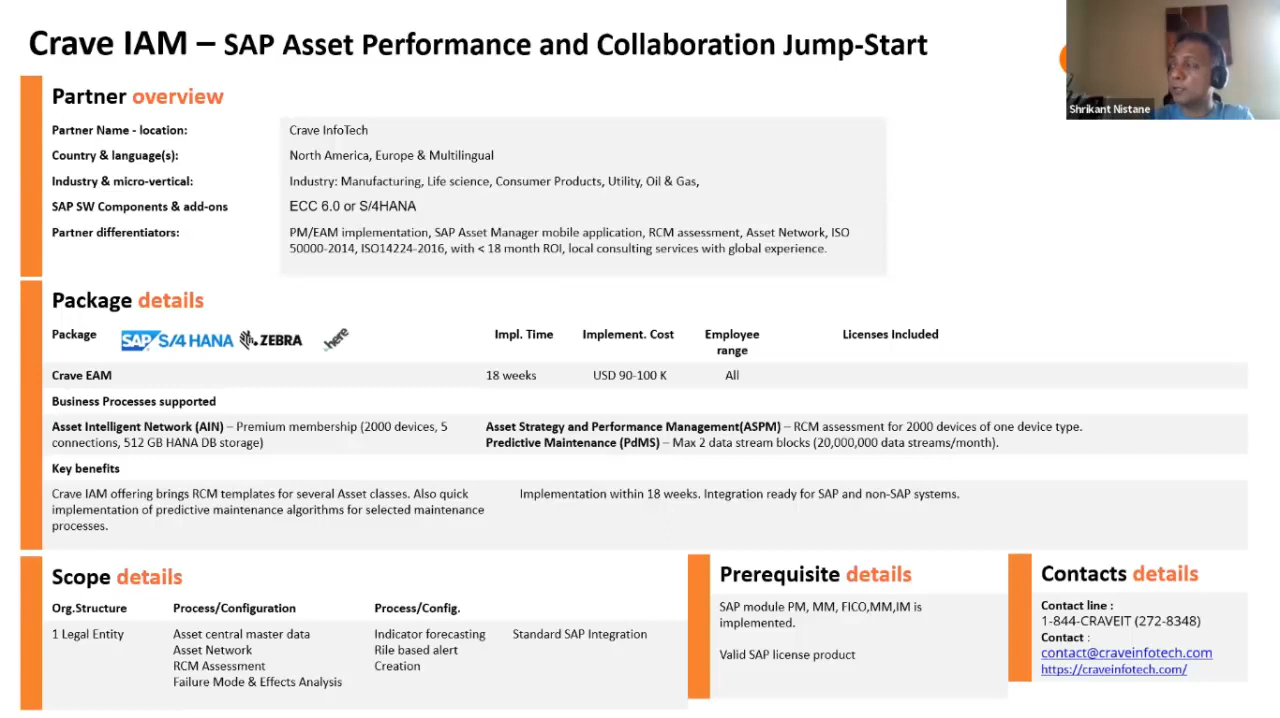 Crave IAM – SAP Asset Performance and Collaboration Jump-Start
Shrikant Nistane
Partner overview
Partner Name - location: Crave InfoTech
Country & language(s): North America, Europe & Multilingual
Industry & micro-vertical: Industry: Manufacturing, Life science, Consumer Products, Utility, Oil & Gas,
SAP SW Components & add-ons ECC 6.0 or S/4HANA
Partner differentiators: PM/EAM implementation, SAP Asset Manager mobile application, RCM assessment, Asset Network, ISO
50000-2014, ISO14224-2016, with < 18 month ROI, local consulting services with global experience.
Package details
Package SAP S/4 HANA ZEBRA here Impl. Time Implement. Cost Employee range Licenses Included
Crave EAM 18 weeks USD 90-100 K All
Business Processes supported
Asset Intelligent Network (AIN) – Premium membership (2000 devices, 5
connections, 512 GB HANA DB storage)
Asset Strategy and Performance Management(ASPM) – RCM assessment for 2000 devices of one device type.
Predictive Maintenance (PdMS) – Max 2 data stream blocks (20,000,000 data streams/month).
Key benefits
Crave IAM offering brings RCM templates for several Asset classes. Also quick
implementation of predictive maintenance algorithms for selected maintenance
processes.
Implementation within 18 weeks. Integration ready for SAP and non-SAP systems.
Scope details
Org.Structure Process/Configuration Process/Config.
1 Legal Entity Asset central master data Indicator forecasting Standard SAP Integration
Asset Network Rile based alert
RCM Assessment Creation
Failure Mode & Effects Analysis
Prerequisite details
SAP module PM, MM, FICO,MM,IM is
implemented.
Valid SAP license product
Contacts details
Contact line :
1-844-CRAVEIT (272-8348)
Contact :
contact@craveinfotech.com
https://craveinfotech.com/